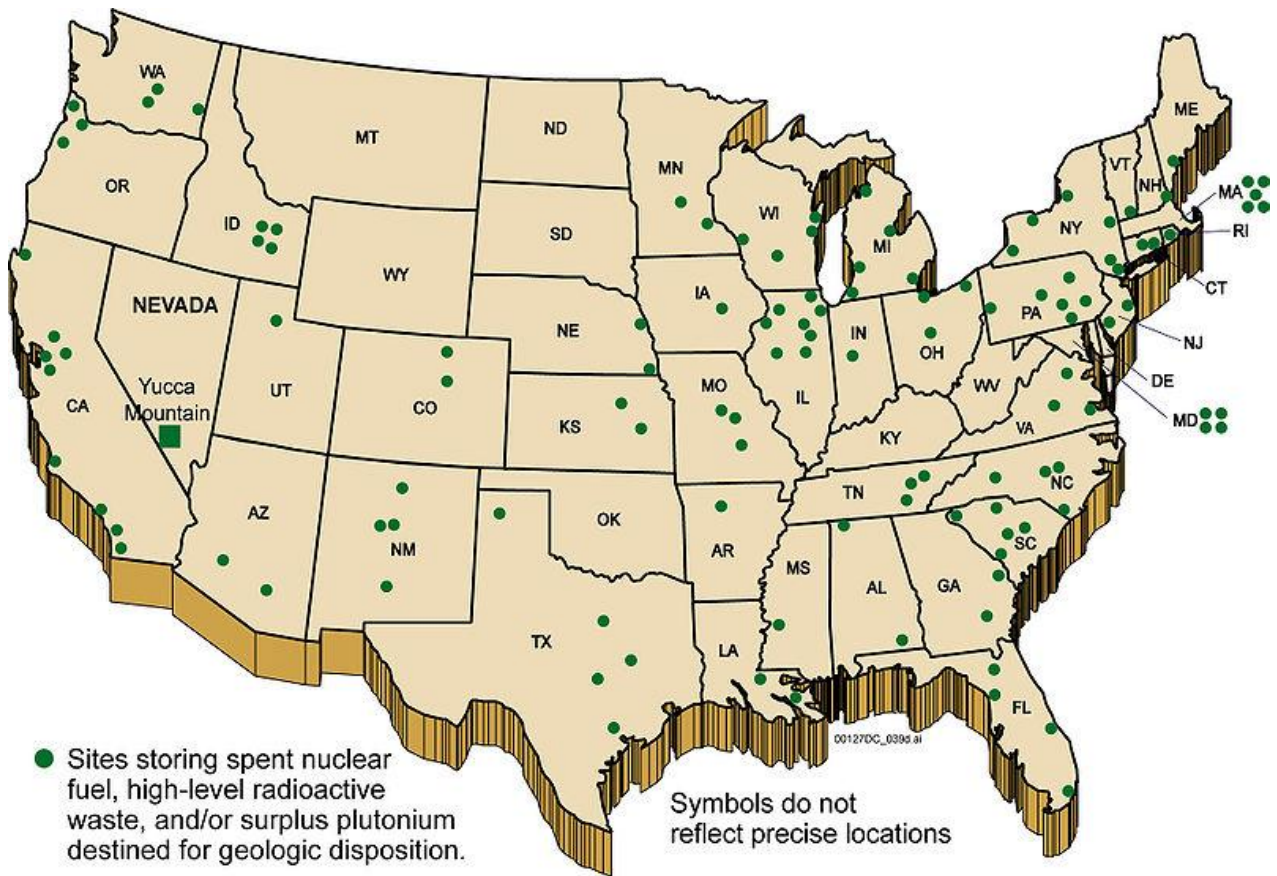 WA
MT
ND
MN
ME
VT
NH
MA
OR
ID
WI
NY
MI
RI
SD
WY
CT
NEVADA
IA
PA
NE
IN
OH
NJ
UT
Yucca
Mountain
CO
MO
IL
WV
DE
CA
KS
MD
VA
KY
NC
TN
AZ
OK
NM
AR
SC
MS
AL
GA
TX
LA
FL
00127DC_039d.ai
Sites storing spent nuclear
fuel, high-level radioactive
waste, and/or surplus plutonium
destined for geologic disposition.
Symbols do not
reflect precise locations